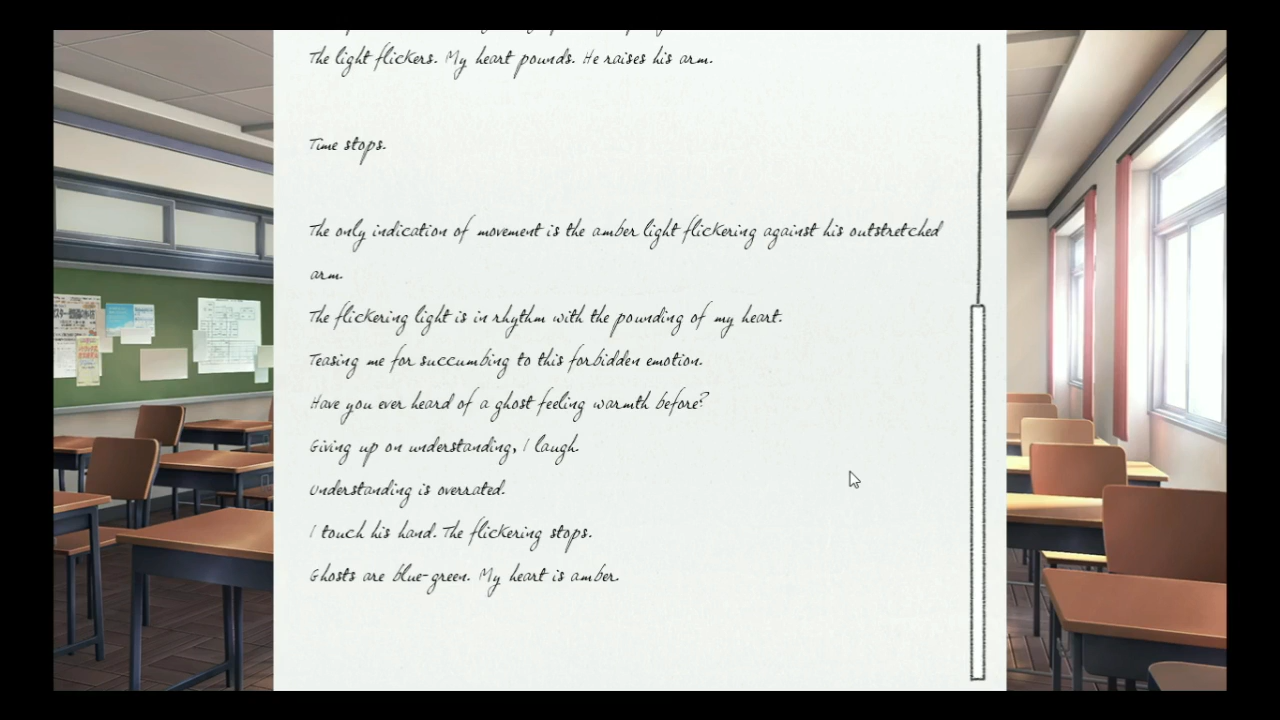 The light flickers. My heart pounds. He raises his arm.
Time stops.
The only indication of movement is the amber light flickering against his outstretched
arm.
The flickering light is in rhythm with the pounding of my heart.
Teasing me for succumbing to this forbidden emotion.
Have you ever heard of a ghost feeling warmth before?
Giving up on understanding, I laugh.
Understanding is overrated.
I touch his hand. The flickering stops.
Ghosts are blue-green. My heart is amber.